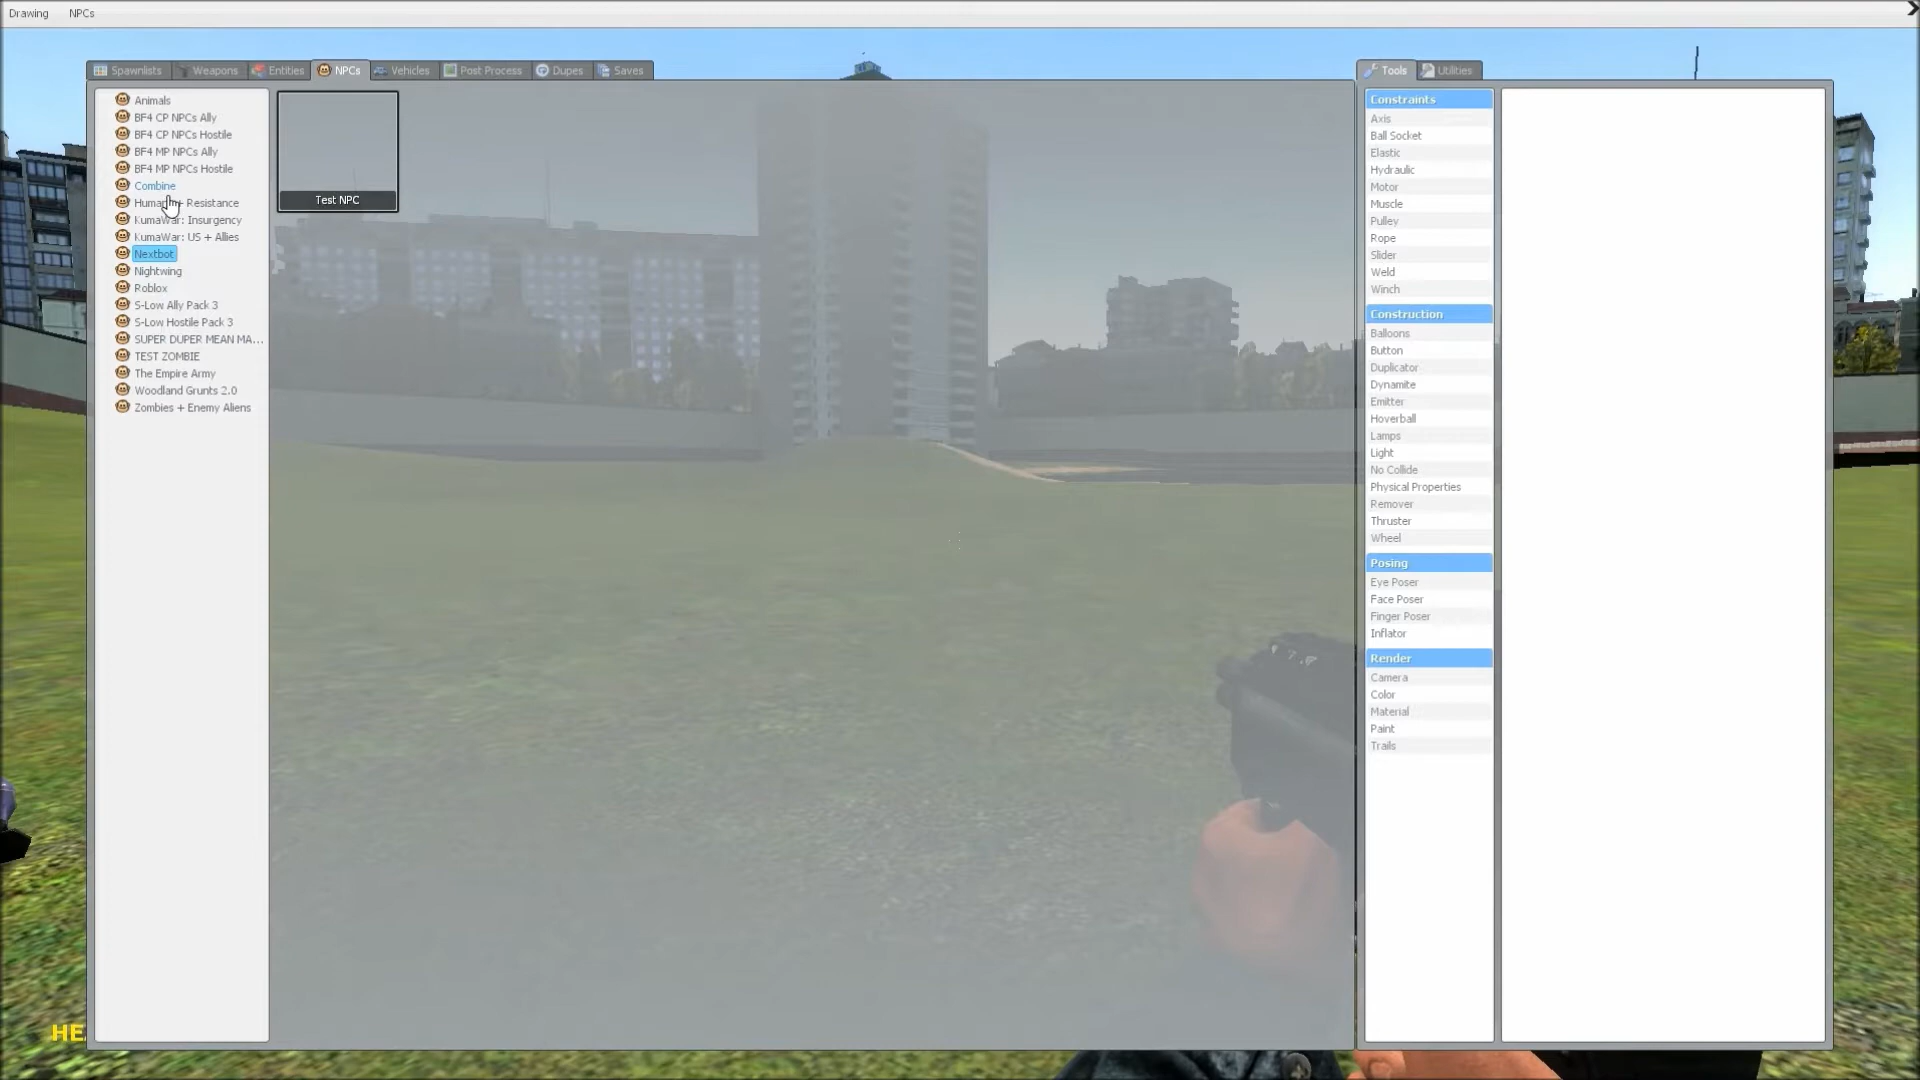 Drawing NPCs
Spawnlists Weapons Entities NPCs Vehicles Post Process Dupes Saves
Animals
BF4 CP NPCs Ally
BF4 CP NPCs Hostile
BF4 MP NPCs Ally
BF4 MP NPCs Hostile
Combine
Resistance
KumaWar: Insurgency
KumaWar: US + Allies
Nextbot
Nightwing
Roblox
S-Low Ally Pack 3
S-Low Hostile Pack 3
SUPER DUPER MEAN MA...
TEST ZOMBIE
The Empire Army
Woodland Grunts 2.0
Zombies + Enemy Aliens
Test NPC
Tools Utilities
Constraints
Axis
Ball Socket
Elastic
Hydraulic
Motor
Muscle
Pulley
Rope
Slider
Weld
Winch
Construction
Balloons
Button
Duplicator
Dynamite
Emitter
Hoverball
Lamps
Light
No Collide
Physical Properties
Remover
Thruster
Wheel
Posing
Eye Poser
Face Poser
Finger Poser
Inflator
Render
Camera
Color
Material
Paint
Trails
HE